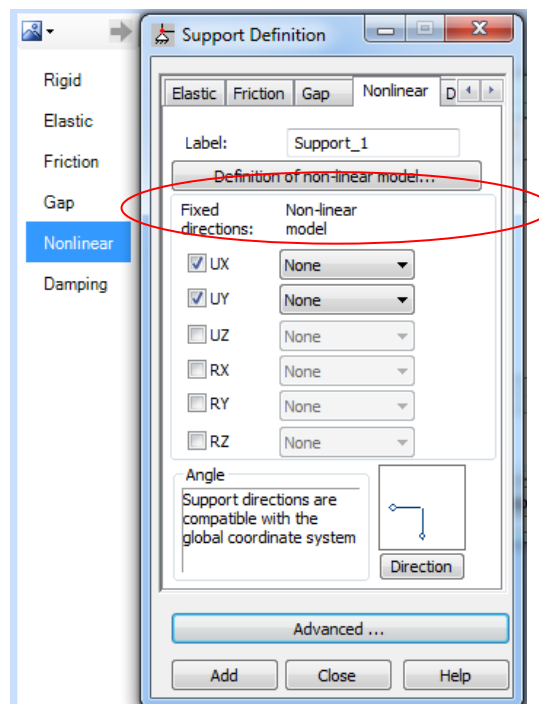 Support Definition
Rigid
Elastic
Friction
Gap
Nonlinear
Damping
Elastic Friction Gap Nonlinear D
Label: Support_1
Definition of non-linear model...
Fixed directions: Non-linear model
UX None
UY None
UZ None
RX None
RY None
RZ None
Angle
Support directions are
compatible with the
global coordinate system
Direction
Advanced ...
Add Close Help